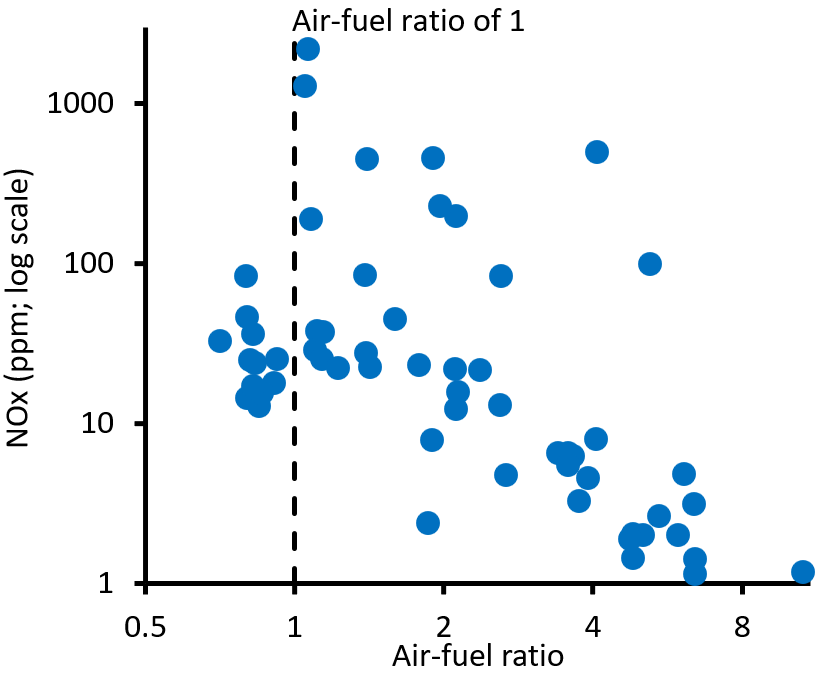 Air-fuel ratio of 1
1000
100
10
1
NOx (ppm; log scale)
0.5 1 2 4 8
Air-fuel ratio